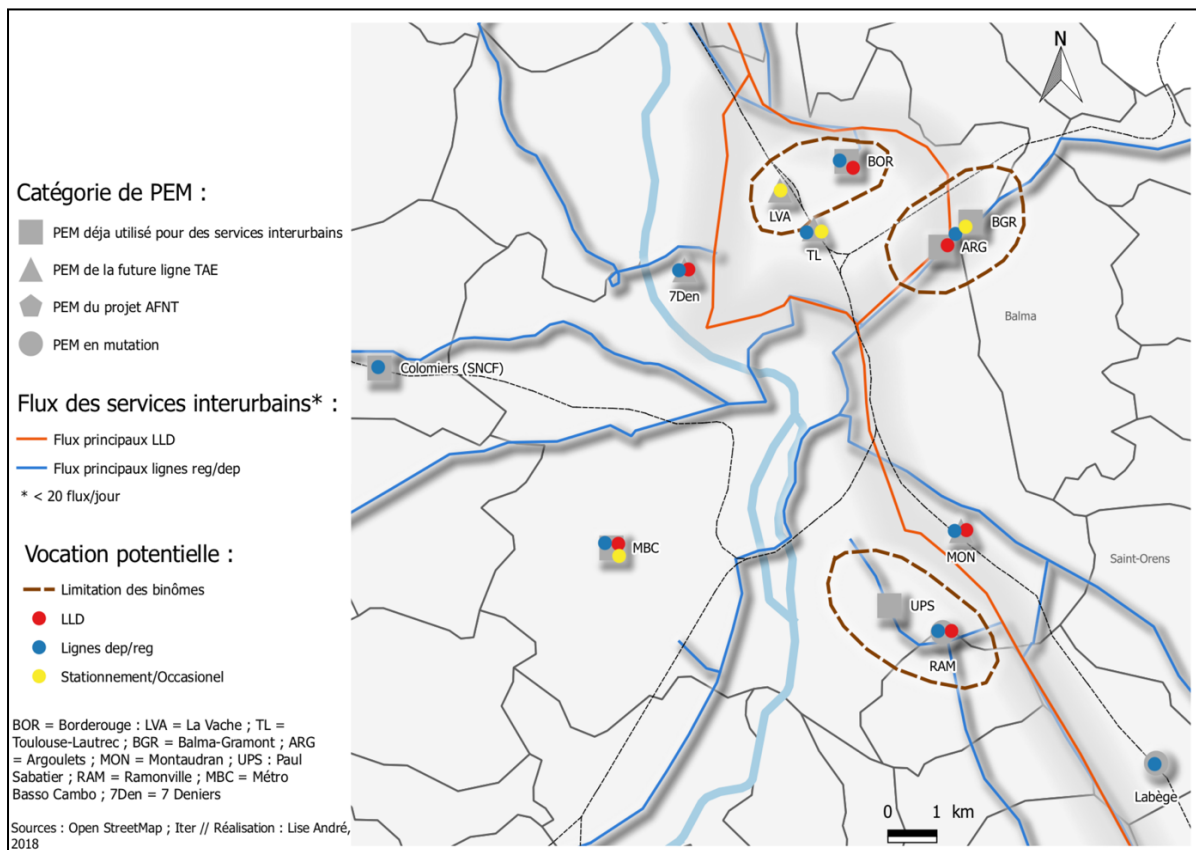 Catégorie de PEM :
PEM déja utilisé pour des services interurbains
PEM de la future ligne TAE
PEM du projet AFNT
PEM en mutation
Flux des services interurbains* :
Flux principaux LLD
Flux principaux lignes reg/dep
* < 20 flux/jour
Vocation potentielle :
Limitation des binômes
LLD
Lignes dep/reg
Stationnement/Occasionel
BOR = Borderouge : LVA = La Vache ; TL =
Toulouse-Lautrec ; BGR = Balma-Gramont ; ARG
= Argoulets ; MON = Montaudran ; UPS : Paul
Sabatier ; RAM = Ramonville ; MBC = Métro
Basso Cambo ; 7Den = 7 Deniers
Sources : Open StreetMap ; Iter // Réalisation : Lise André,
2018
N
BOR
LVA
BGR
TL
ARG
7Den
Balma
Colomiers (SNCF)
MBC
MON
Saint-Orens
UPS
RAM
Labège
0 1 km